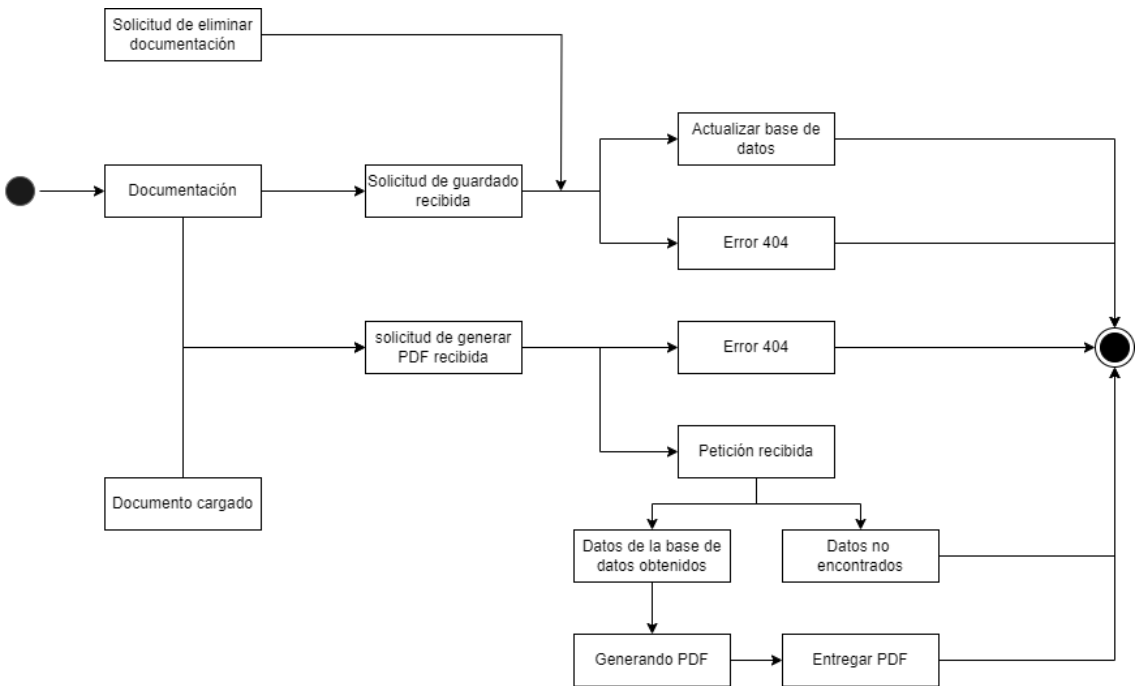 Solicitud de eliminar
documentación
Actualizar base de
datos
Documentación
Solicitud de guardado
recibida
Error 404
solicitud de generar
PDF recibida
Error 404
Petición recibida
Documento cargado
Datos de la base de
datos obtenidos
Datos no
encontrados
Generando PDF
Entregar PDF